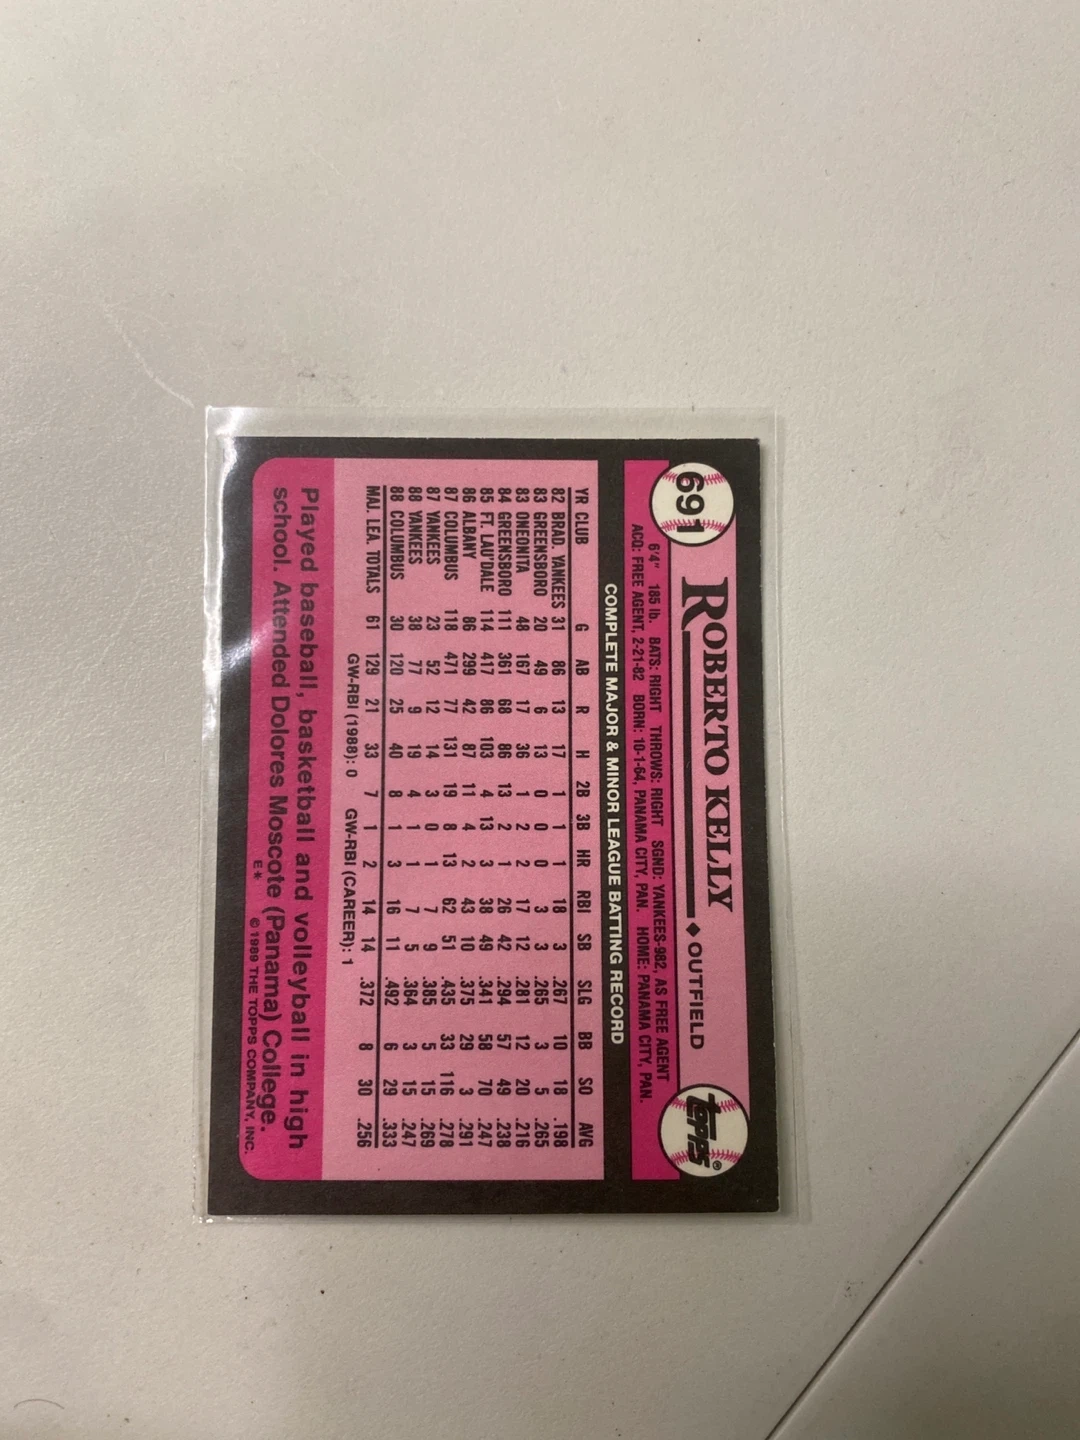 691
ROBERTO KELLY ◆ OUTFIELD
TOPPS®
6'4" 185 lb. BATS: RIGHT THROWS: RIGHT SGND: YANKEES-982, AS FREE AGENT
ACQ: FREE AGENT, 2-21-82 BORN: 10-1-64, PANAMA CITY, PAN. HOME: PANAMA CITY, PAN.
COMPLETE MAJOR & MINOR LEAGUE BATTING RECORD
YR CLUB G AB R H 2B 3B HR RBI SB SLG BB SO AVG
82 BRAD. YANKEES 31 86 13 17 1 1 1 18 3 .267 10 18 .198
83 GREENSBORO 20 49 6 13 0 0 0 3 3 .265 3 5 .265
83 ONEONTA 48 167 17 36 1 2 2 17 12 .281 12 20 .216
84 GREENSBORO 111 361 68 86 13 2 1 26 42 .294 57 49 .238
85 FT. LAU'DALE 114 417 86 103 4 13 3 38 49 .341 58 70 .247
86 ALBANY 86 299 42 87 11 4 2 43 10 .375 29 3 .291
87 COLUMBUS 118 471 77 131 19 8 13 62 51 .435 33 116 .278
87 YANKEES 23 52 12 14 3 0 1 7 9 .385 5 15 .269
88 YANKEES 38 77 9 19 4 1 1 7 5 .364 3 15 .247
88 COLUMBUS 30 120 25 40 8 1 3 16 11 .492 6 29 .333
MAJ. LEA. TOTALS 61 129 21 33 7 1 2 14 14 .372 8 30 .256
GW-RBI (1988): 0 GW-RBI (CAREER): 1
Played baseball, basketball and volleyball in high
school. Attended Dolores Moscote (Panama) College.
E* © 1989 THE TOPPS COMPANY, INC.